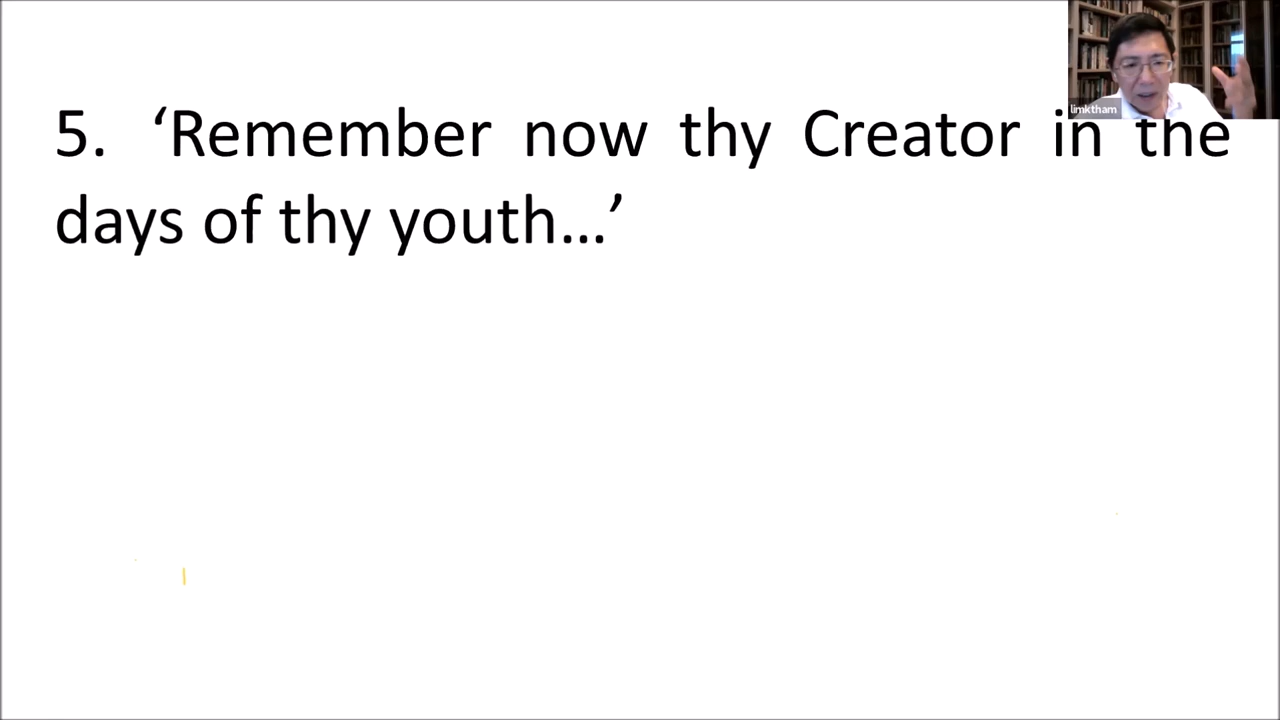 limktham
5. ‘Remember now thy Creator in the
days of thy youth...’